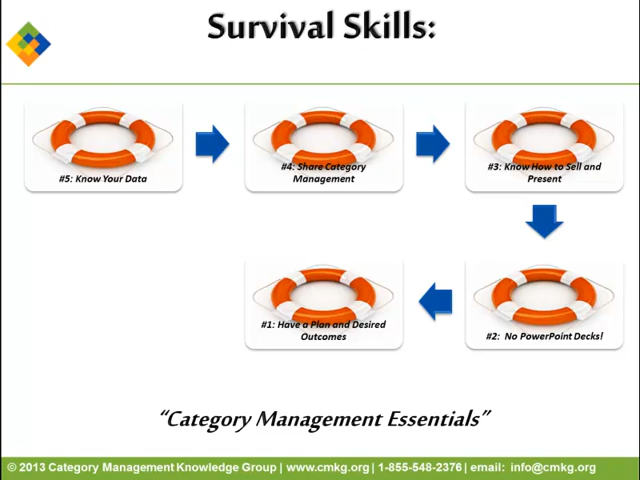 Survival Skills:
#5: Know Your Data
#4: Share Category
Management
#3: Know How to Sell and
Present
#2:  No PowerPoint Decks!
#1: Have a Plan and Desired
Outcomes
“Category Management Essentials”
© 2013 Category Management Knowledge Group | www.cmkg.org | 1-855-548-2376 | email:  info@cmkg.org